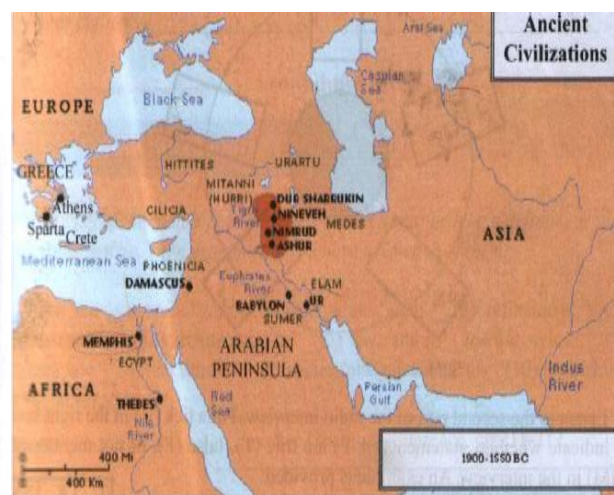 Ancient
Civilizations
Aral Sea
Caspian
Sea
EUROPE
Black Sea
HITTITES
URARTU
GREECE
MITANNI
(HURRI)
DUR SHARRUKIN
Athens
CILICIA
Tigris
River
NINEVEH
MEDES
NIMRUD
ASHUR
ASIA
Sparta
Crete
Mediterranean Sea
PHOENICIA
DAMASCUS
Euphrates
River
ELAM
BABYLON
UR
SUMER
MEMPHIS
EGYPT
ARABIAN
PENINSULA
Indus
River
AFRICA
THEBES
Nile
River
Red
Sea
Persian
Gulf
0
400 Mi
0
400 Km
1900-1550 BC